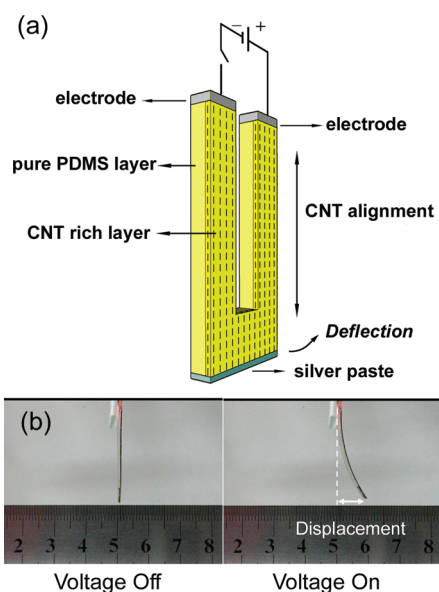 (a)
− +
electrode
electrode
pure PDMS layer
CNT alignment
CNT rich layer
Deflection
silver paste
(b)
Displacement
2 3 4 5 6 7 8
2 3 4 5 6 7 8
Voltage Off
Voltage On